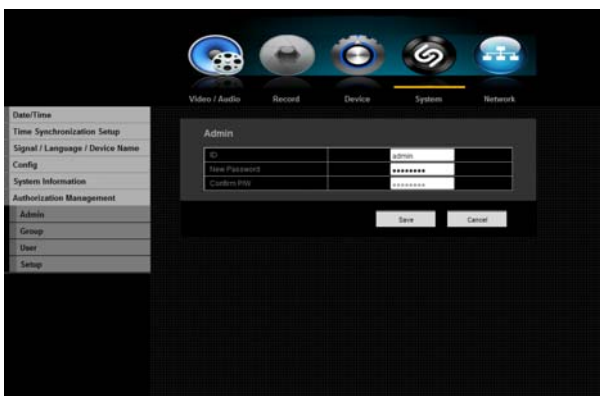 Video / Audio Record Device System Network
Date/Time
Time Synchronization Setup
Signal / Language / Device Name
Config
System Information
Authorization Management
Admin
Group
User
Setup
Admin
ID admin
New Password ********
Confirm P/W ********
Save Cancel